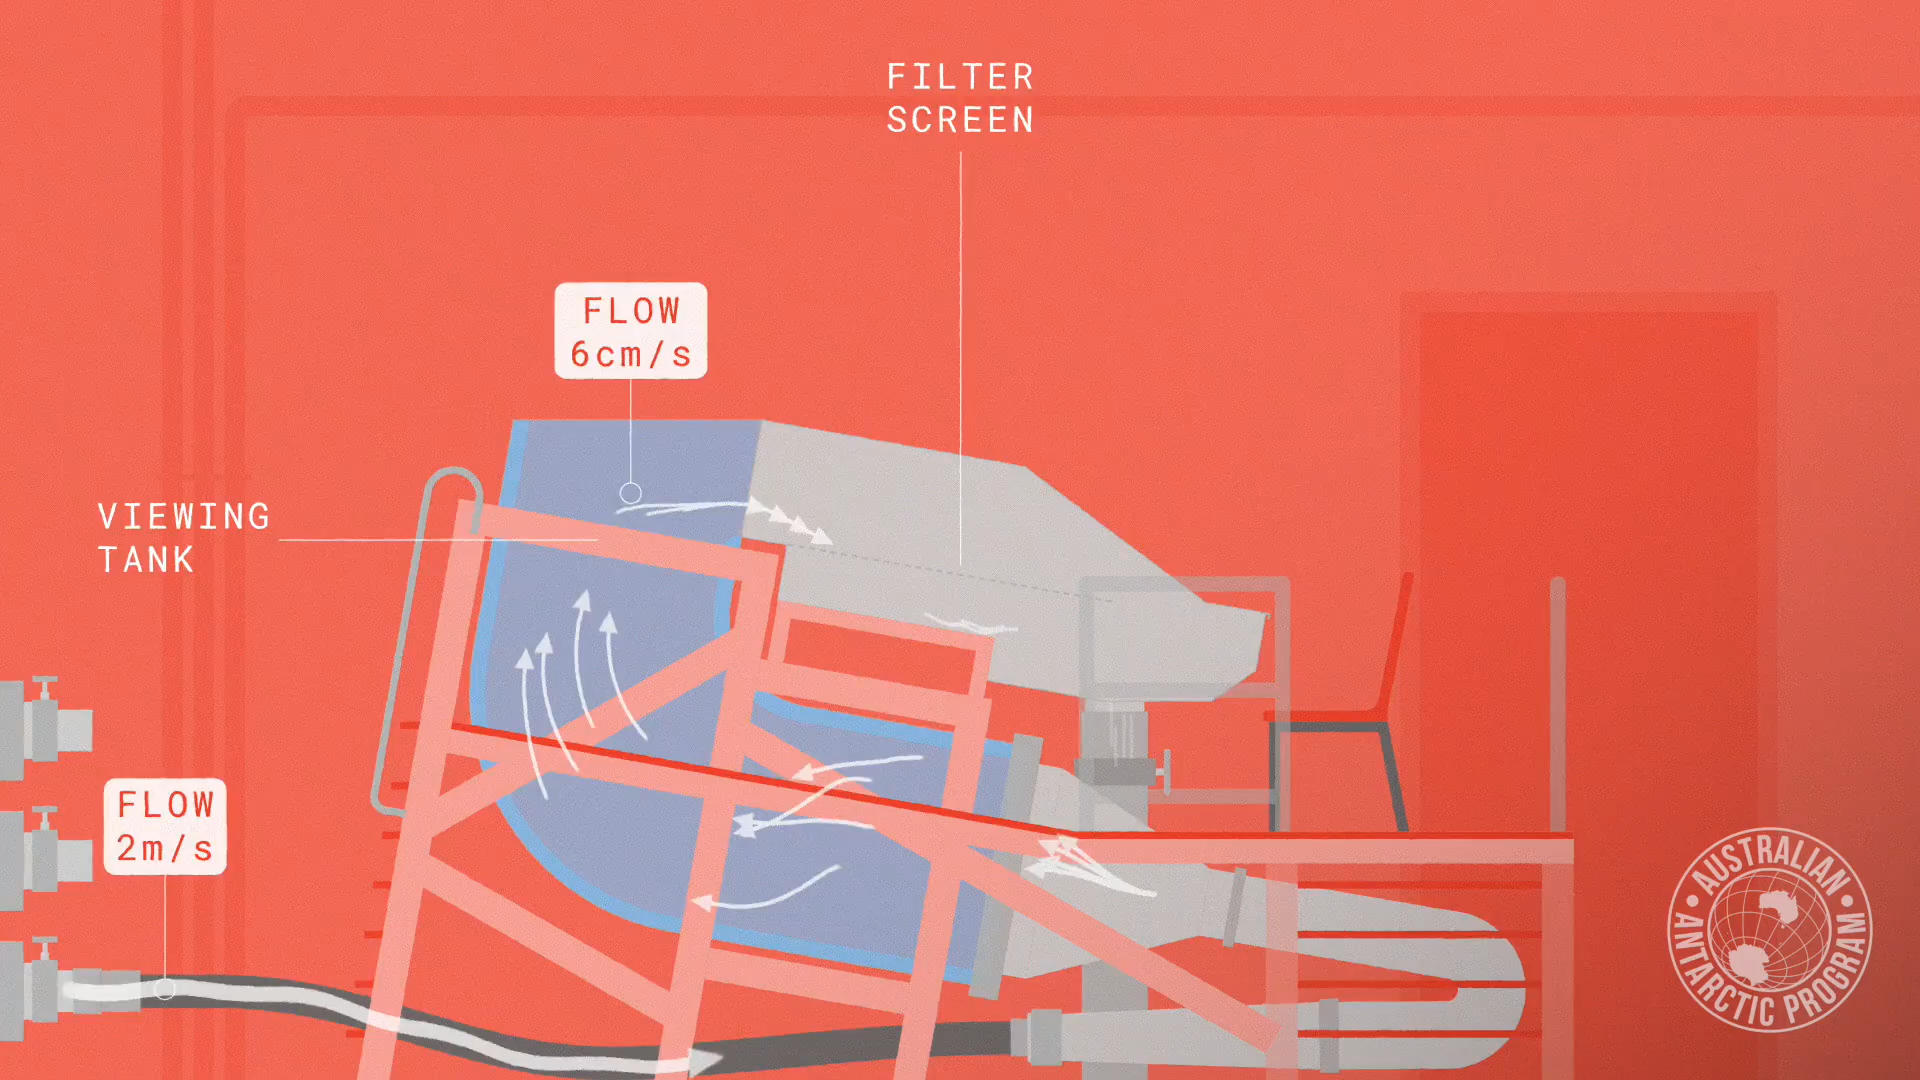 FILTER
SCREEN
FLOW
6cm/s
VIEWING
TANK
FLOW
2m/s
AUSTRALIAN
ANTARCTIC PROGRAM